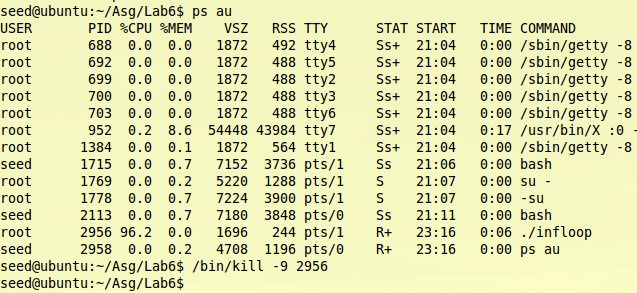 seed@ubuntu:~/Asg/Lab6$ ps au
USER       PID %CPU %MEM    VSZ   RSS TTY      STAT START   TIME COMMAND
root       688  0.0  0.0   1872   492 tty4     Ss+  21:04   0:00 /sbin/getty -8
root       692  0.0  0.0   1872   488 tty5     Ss+  21:04   0:00 /sbin/getty -8
root       699  0.0  0.0   1872   488 tty2     Ss+  21:04   0:00 /sbin/getty -8
root       700  0.0  0.0   1872   488 tty3     Ss+  21:04   0:00 /sbin/getty -8
root       703  0.0  0.0   1872   488 tty6     Ss+  21:04   0:00 /sbin/getty -8
root       952  0.2  8.6  54448 43984 tty7     Ss+  21:04   0:17 /usr/bin/X :0 -
root      1384  0.0  0.1   1872   564 tty1     Ss+  21:04   0:00 /sbin/getty -8
seed      1715  0.0  0.7   7152  3736 pts/1    Ss   21:06   0:00 bash
root      1769  0.0  0.2   5220  1288 pts/1    S    21:07   0:00 su -
root      1778  0.0  0.7   7224  3900 pts/1    S    21:07   0:00 -su
seed      2113  0.0  0.7   7180  3848 pts/0    Ss   21:11   0:00 bash
root      2956 96.2  0.0   1696   244 pts/1    R+   23:16   0:06 ./infloop
seed      2958  0.0  0.2   4708  1196 pts/0    R+   23:16   0:00 ps au
seed@ubuntu:~/Asg/Lab6$ /bin/kill -9 2956
seed@ubuntu:~/Asg/Lab6$